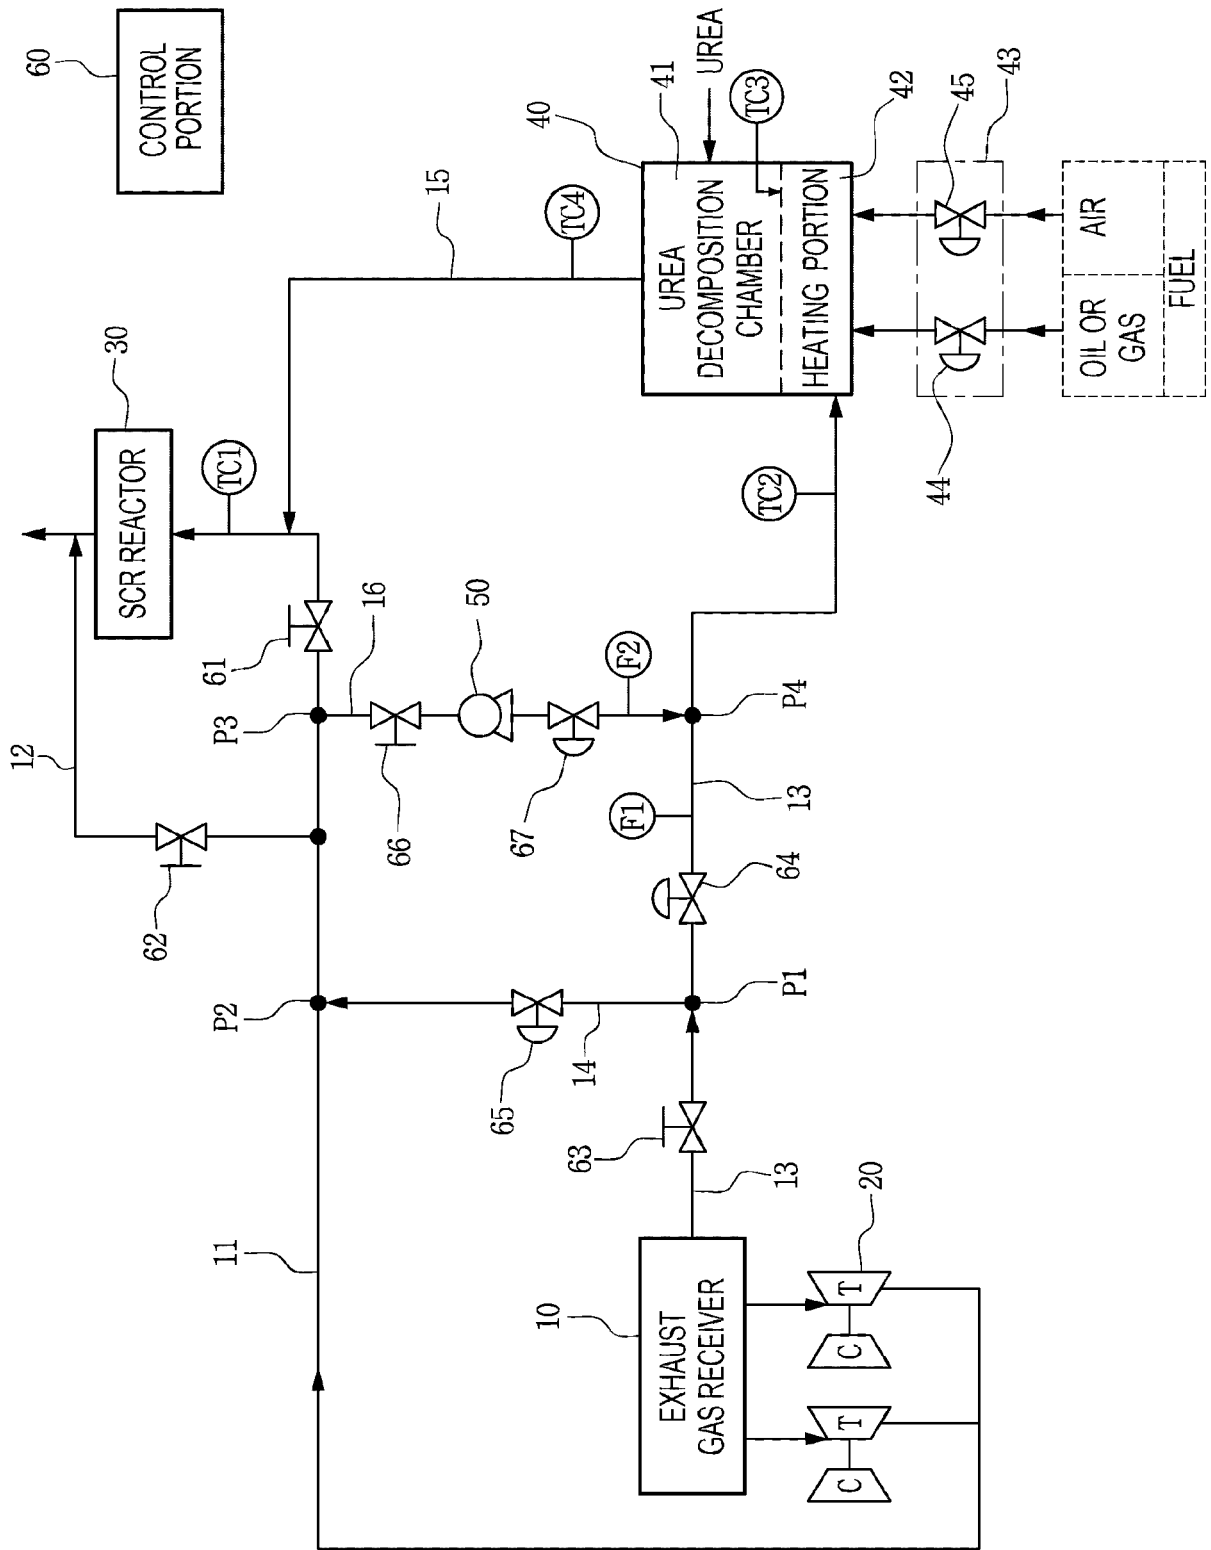 12
60
CONTROL
PORTION
30
SCR REACTOR
62
61
11
P2
P3
TC1
16
66
15
50
65
67
10
40
TC4
63
14
F1
F2
41
EXHAUST
GAS RECEIVER
UREA
DECOMPOSITION
CHAMBER
UREA
TC3
TC2
13
P1
64
13
P4
HEATING PORTION
C
T
C
T
20
42
44
45
43
OIL OR
GAS
AIR
FUEL